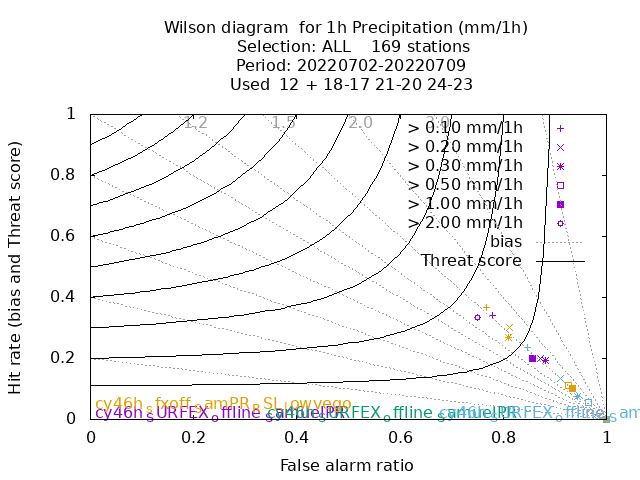 Wilson diagram for 1h Precipitation (mm/1h)
Selection: ALL 169 stations
Period: 20220702-20220709
Used 12 + 18-17 21-20 24-23
Hit rate (bias and Threat score)
1
0.8
0.6
0.4
0.2
0
1.2 1.5 2.0 3.0
> 0.10 mm/1h
> 0.20 mm/1h
> 0.30 mm/1h
> 0.50 mm/1h
> 1.00 mm/1h
> 2.00 mm/1h
bias
Threat score
cy46h_sfxoff_samPR_RSL_lowvego
cy46h_sURFEX_offline_samuelPR
0 0.2 0.4 0.6 0.8 1
False alarm ratio